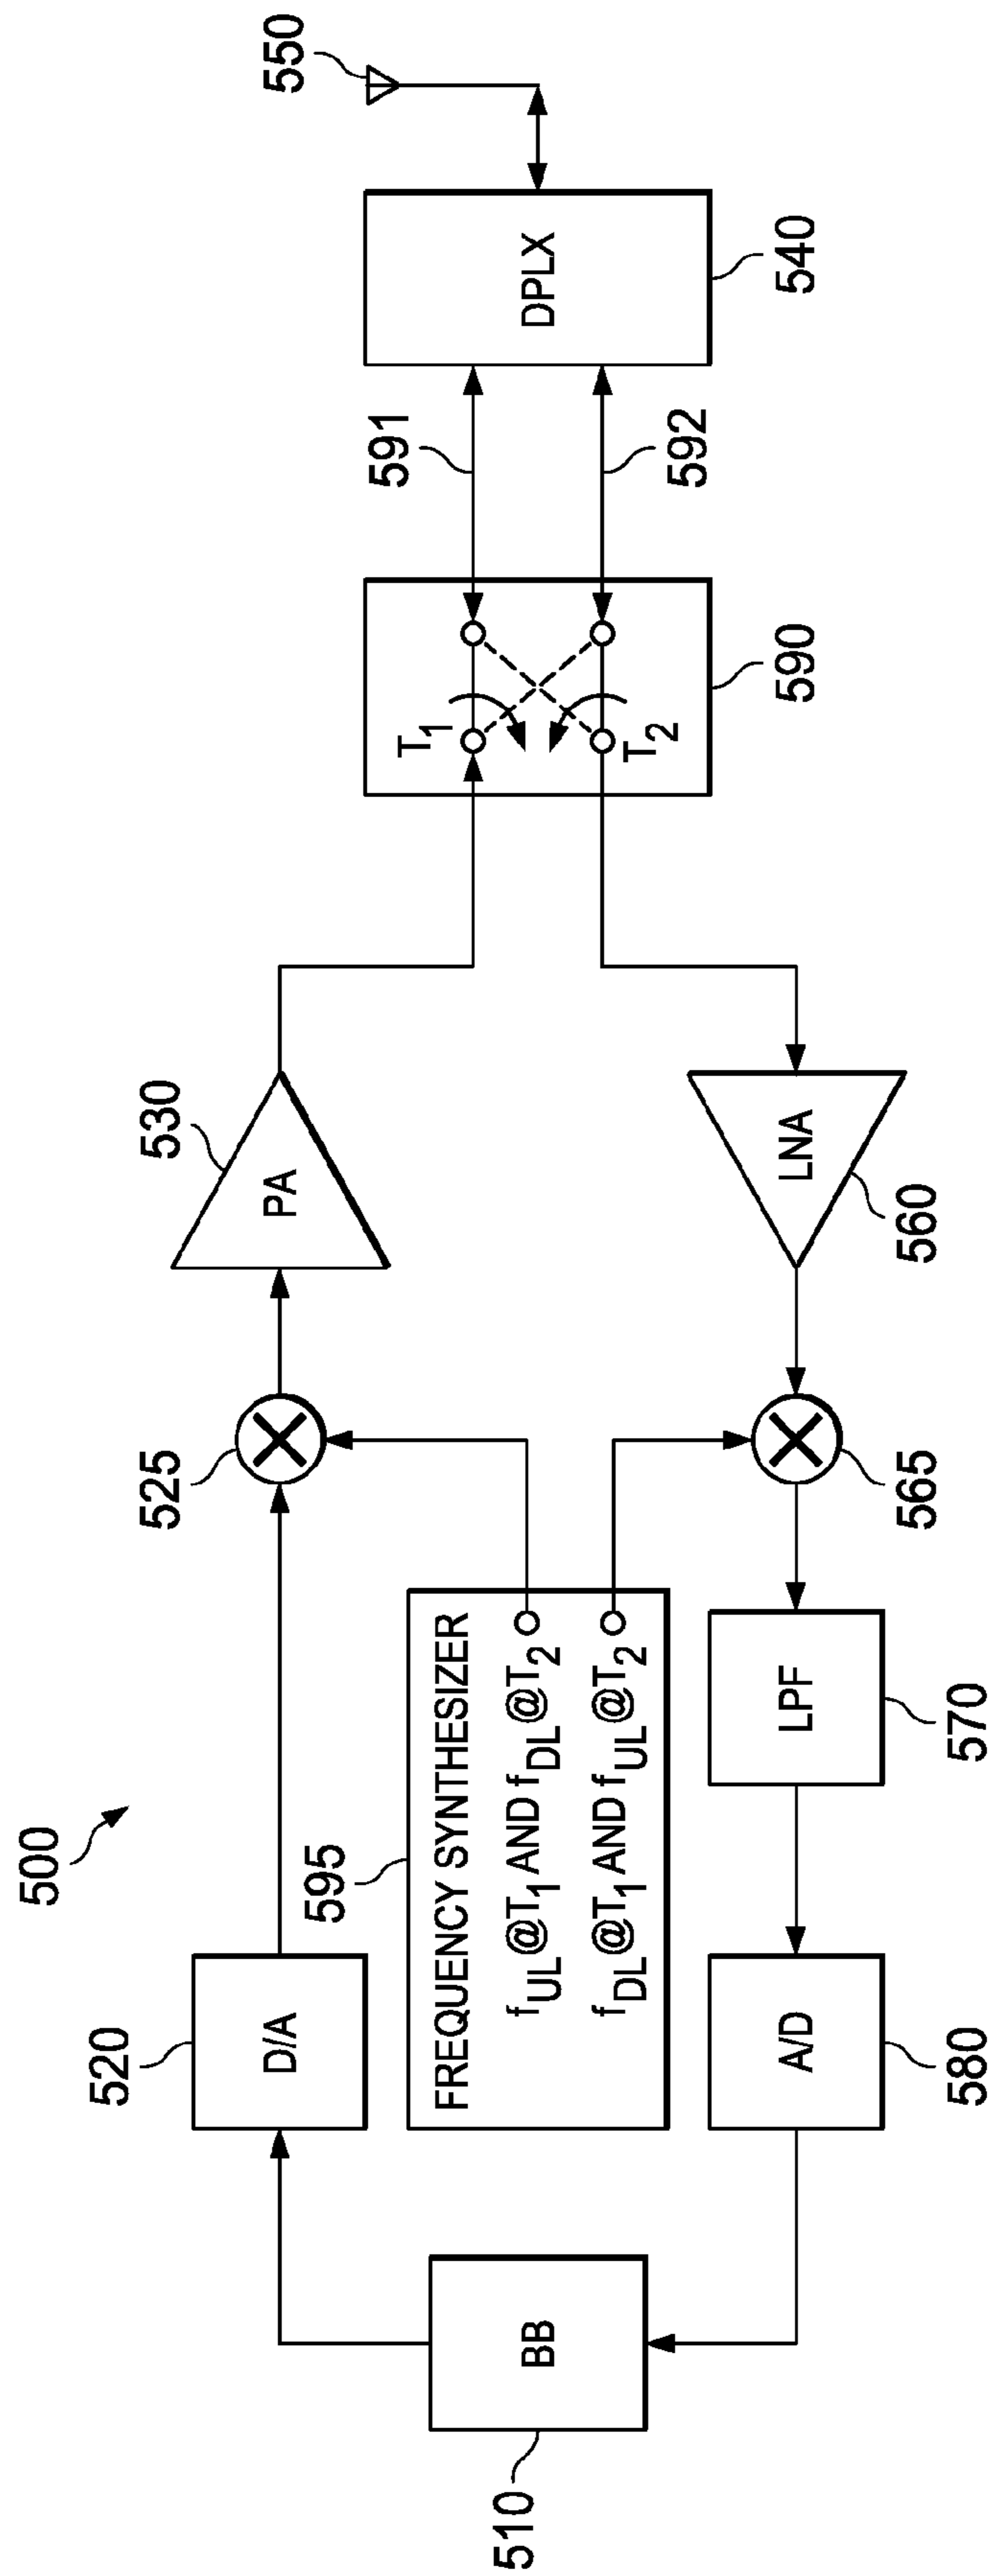 500
510
BB
520
D/A
525
530
PA
595
FREQUENCY SYNTHESIZER
fUL@T1 AND fDL@T2
fDL@T1 AND fUL@T2
580
A/D
570
LPF
565
560
LNA
590
T1
T2
591
592
540
DPLX
550